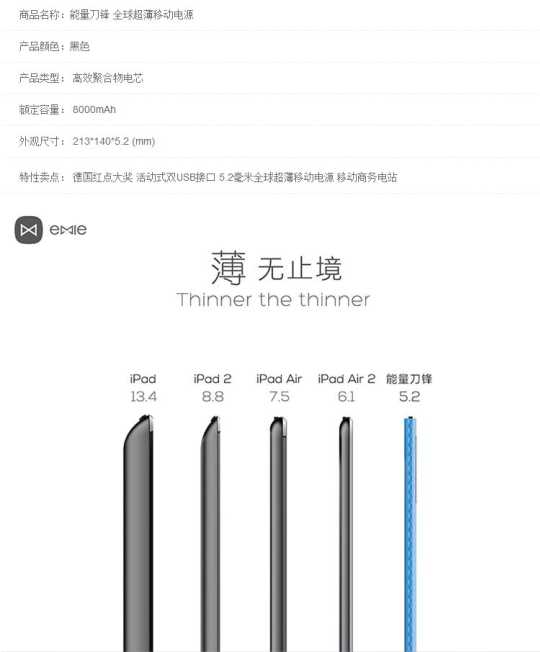 商品名称： 能量刀锋 全球超薄移动电源
产品颜色： 黑色
产品类型： 高效聚合物电芯
额定容量： 8000mAh
外观尺寸： 213*140*5.2 (mm)
特性卖点： 德国红点大奖 活动式双USB接口 5.2毫米全球超薄移动电源 移动商务电站
emie
薄 无止境
Thinner the thinner
iPad iPad 2 iPad Air iPad Air 2 能量刀锋
13.4 8.8 7.5 6.1 5.2